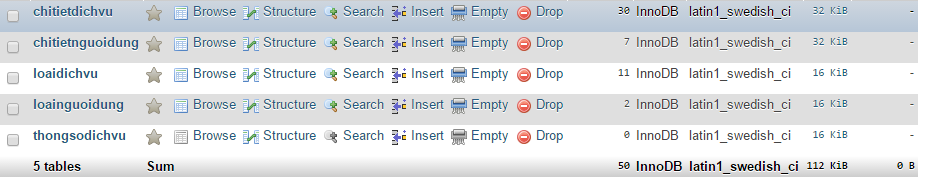 chitietdichvu Browse Structure Search Insert Empty Drop 30 InnoDB latin1_swedish_ci 32 KiB -
chitietnguoidung Browse Structure Search Insert Empty Drop 7 InnoDB latin1_swedish_ci 32 KiB -
loaidichvu Browse Structure Search Insert Empty Drop 11 InnoDB latin1_swedish_ci 16 KiB -
loainguoidung Browse Structure Search Insert Empty Drop 2 InnoDB latin1_swedish_ci 16 KiB -
thongsodichvu Browse Structure Search Insert Empty Drop 0 InnoDB latin1_swedish_ci 16 KiB -
5 tables Sum 50 InnoDB latin1_swedish_ci 112 KiB 0 B